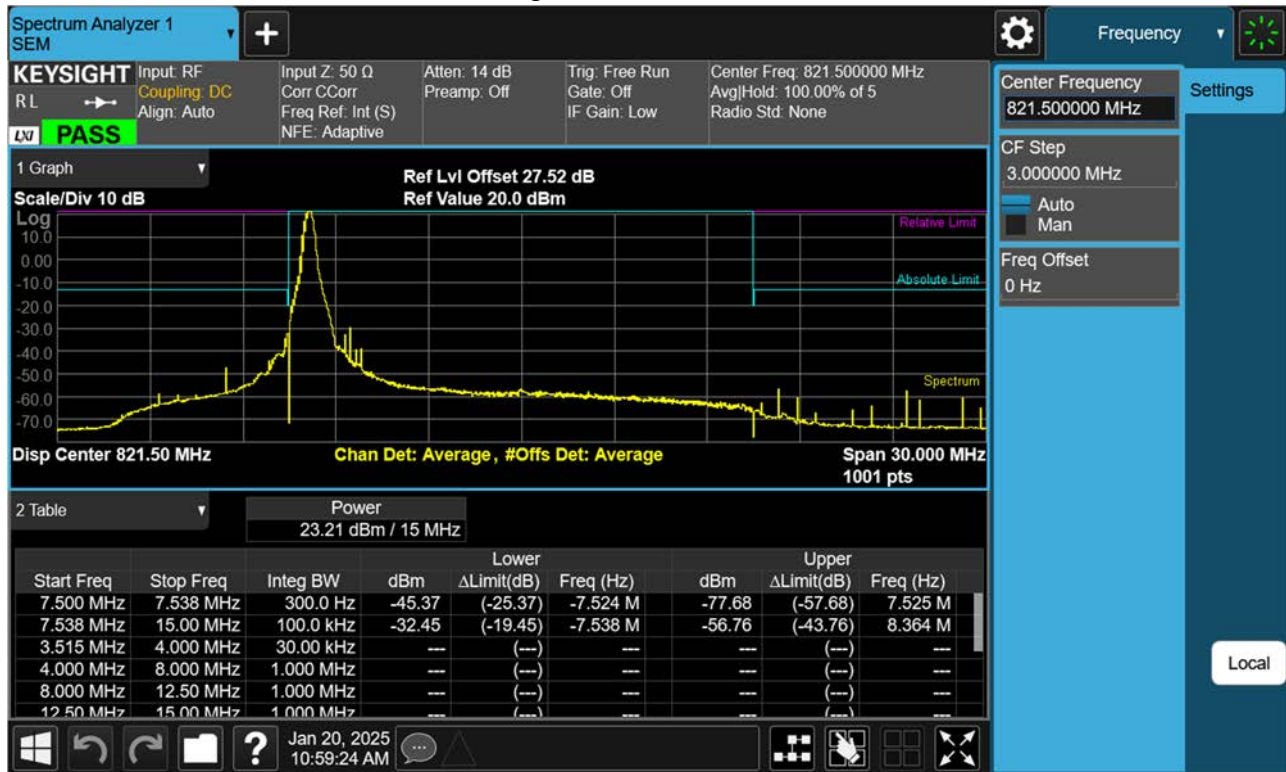 Spectrum Analyzer 1
SEM
Frequency
KEYSIGHT
RL
LXI
PASS
Input: RF
Coupling: DC
Align: Auto
Input Z: 50 Ω
Corr CCorr
Freq Ref: Int (S)
NFE: Adaptive
Atten: 14 dB
Preamp: Off
Trig: Free Run
Gate: Off
IF Gain: Low
Center Freq: 821.500000 MHz
Avg|Hold: 100.00% of 5
Radio Std: None
Center Frequency
821.500000 MHz
Settings
CF Step
3.000000 MHz
Auto
Man
Freq Offset
0 Hz
Local
1 Graph
Scale/Div 10 dB
Ref Lvl Offset 27.52 dB
Ref Value 20.0 dBm
Log
10.0
0.00
-10.0
-20.0
-30.0
-40.0
-50.0
-60.0
-70.0
Relative Limit
Absolute Limit
Spectrum
Disp Center 821.50 MHz
Chan Det: Average, #Offs Det: Average
Span 30.000 MHz
1001 pts
2 Table
Power
23.21 dBm / 15 MHz
Lower Upper
Start Freq Stop Freq Integ BW dBm ΔLimit(dB) Freq (Hz) dBm ΔLimit(dB) Freq (Hz)
7.500 MHz 7.538 MHz 300.0 Hz -45.37 (-25.37) -7.524 M -77.68 (-57.68) 7.525 M
7.538 MHz 15.00 MHz 100.0 kHz -32.45 (-19.45) -7.538 M -56.76 (-43.76) 8.364 M
3.515 MHz 4.000 MHz 30.00 kHz --- (---) --- --- (---) ---
4.000 MHz 8.000 MHz 1.000 MHz --- (---) --- --- (---) ---
8.000 MHz 12.50 MHz 1.000 MHz --- (---) --- --- (---) ---
12.50 MHz 15.00 MHz 1.000 MHz --- (---) --- --- (---) ---
?
Jan 20, 2025
10:59:24 AM